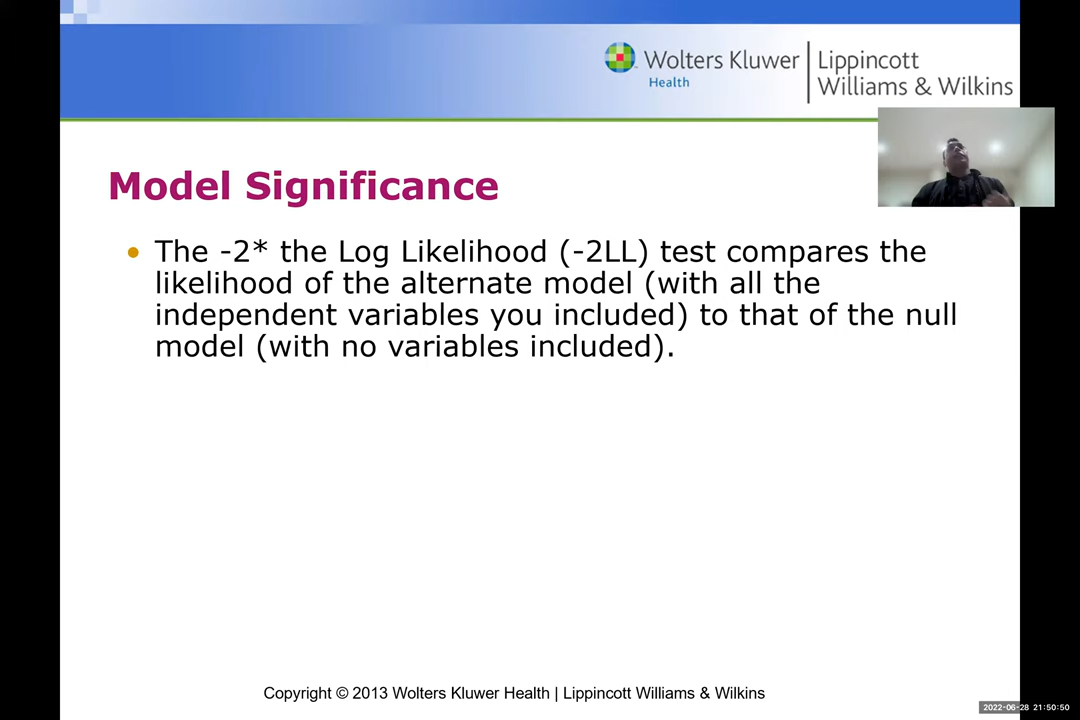 Wolters Kluwer
Health
Lippincott
Williams & Wilkins
Model Significance
• The -2* the Log Likelihood (-2LL) test compares the
likelihood of the alternate model (with all the
independent variables you included) to that of the null
model (with no variables included).
Copyright © 2013 Wolters Kluwer Health | Lippincott Williams & Wilkins
2022-06-28 21:50:50